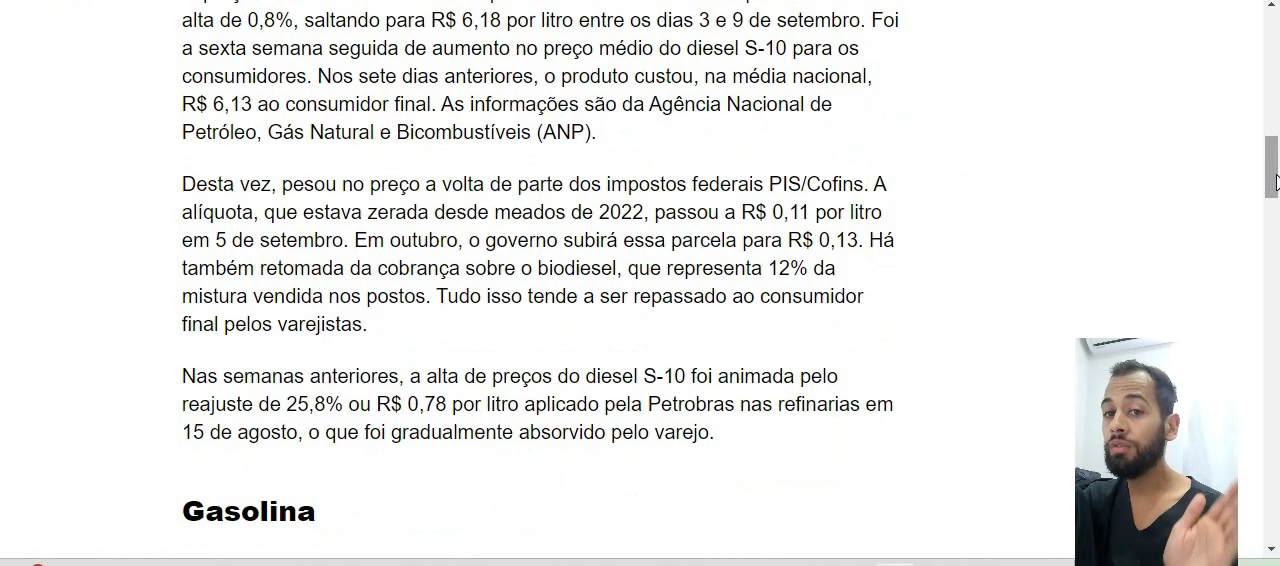 alta de 0,8%, saltando para R$ 6,18 por litro entre os dias 3 e 9 de setembro. Foi
a sexta semana seguida de aumento no preço médio do diesel S-10 para os
consumidores. Nos sete dias anteriores, o produto custou, na média nacional,
R$ 6,13 ao consumidor final. As informações são da Agência Nacional de
Petróleo, Gás Natural e Bicombustíveis (ANP).
Desta vez, pesou no preço a volta de parte dos impostos federais PIS/Cofins. A
alíquota, que estava zerada desde meados de 2022, passou a R$ 0,11 por litro
em 5 de setembro. Em outubro, o governo subirá essa parcela para R$ 0,13. Há
também retomada da cobrança sobre o biodiesel, que representa 12% da
mistura vendida nos postos. Tudo isso tende a ser repassado ao consumidor
final pelos varejistas.
Nas semanas anteriores, a alta de preços do diesel S-10 foi animada pelo
reajuste de 25,8% ou R$ 0,78 por litro aplicado pela Petrobras nas refinarias em
15 de agosto, o que foi gradualmente absorvido pelo varejo.
Gasolina